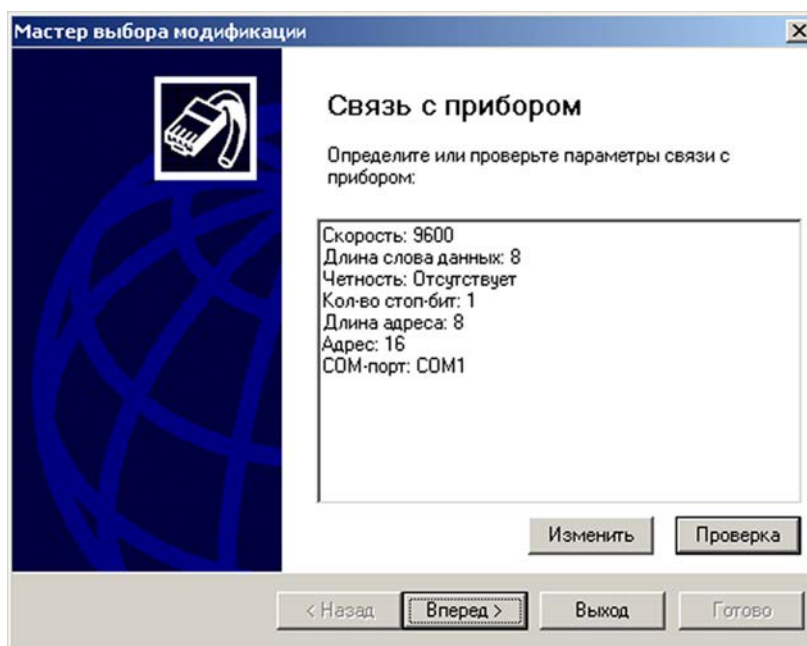 Мастер выбора модификации
Связь с прибором
Определите или проверьте параметры связи с
прибором:
Скорость: 9600
Длина слова данных: 8
Четность: Отсутствует
Кол-во стоп-бит: 1
Длина адреса: 8
Адрес: 16
COM-порт: COM1
Изменить
Проверка
< Назад
Вперед >
Выход
Готово